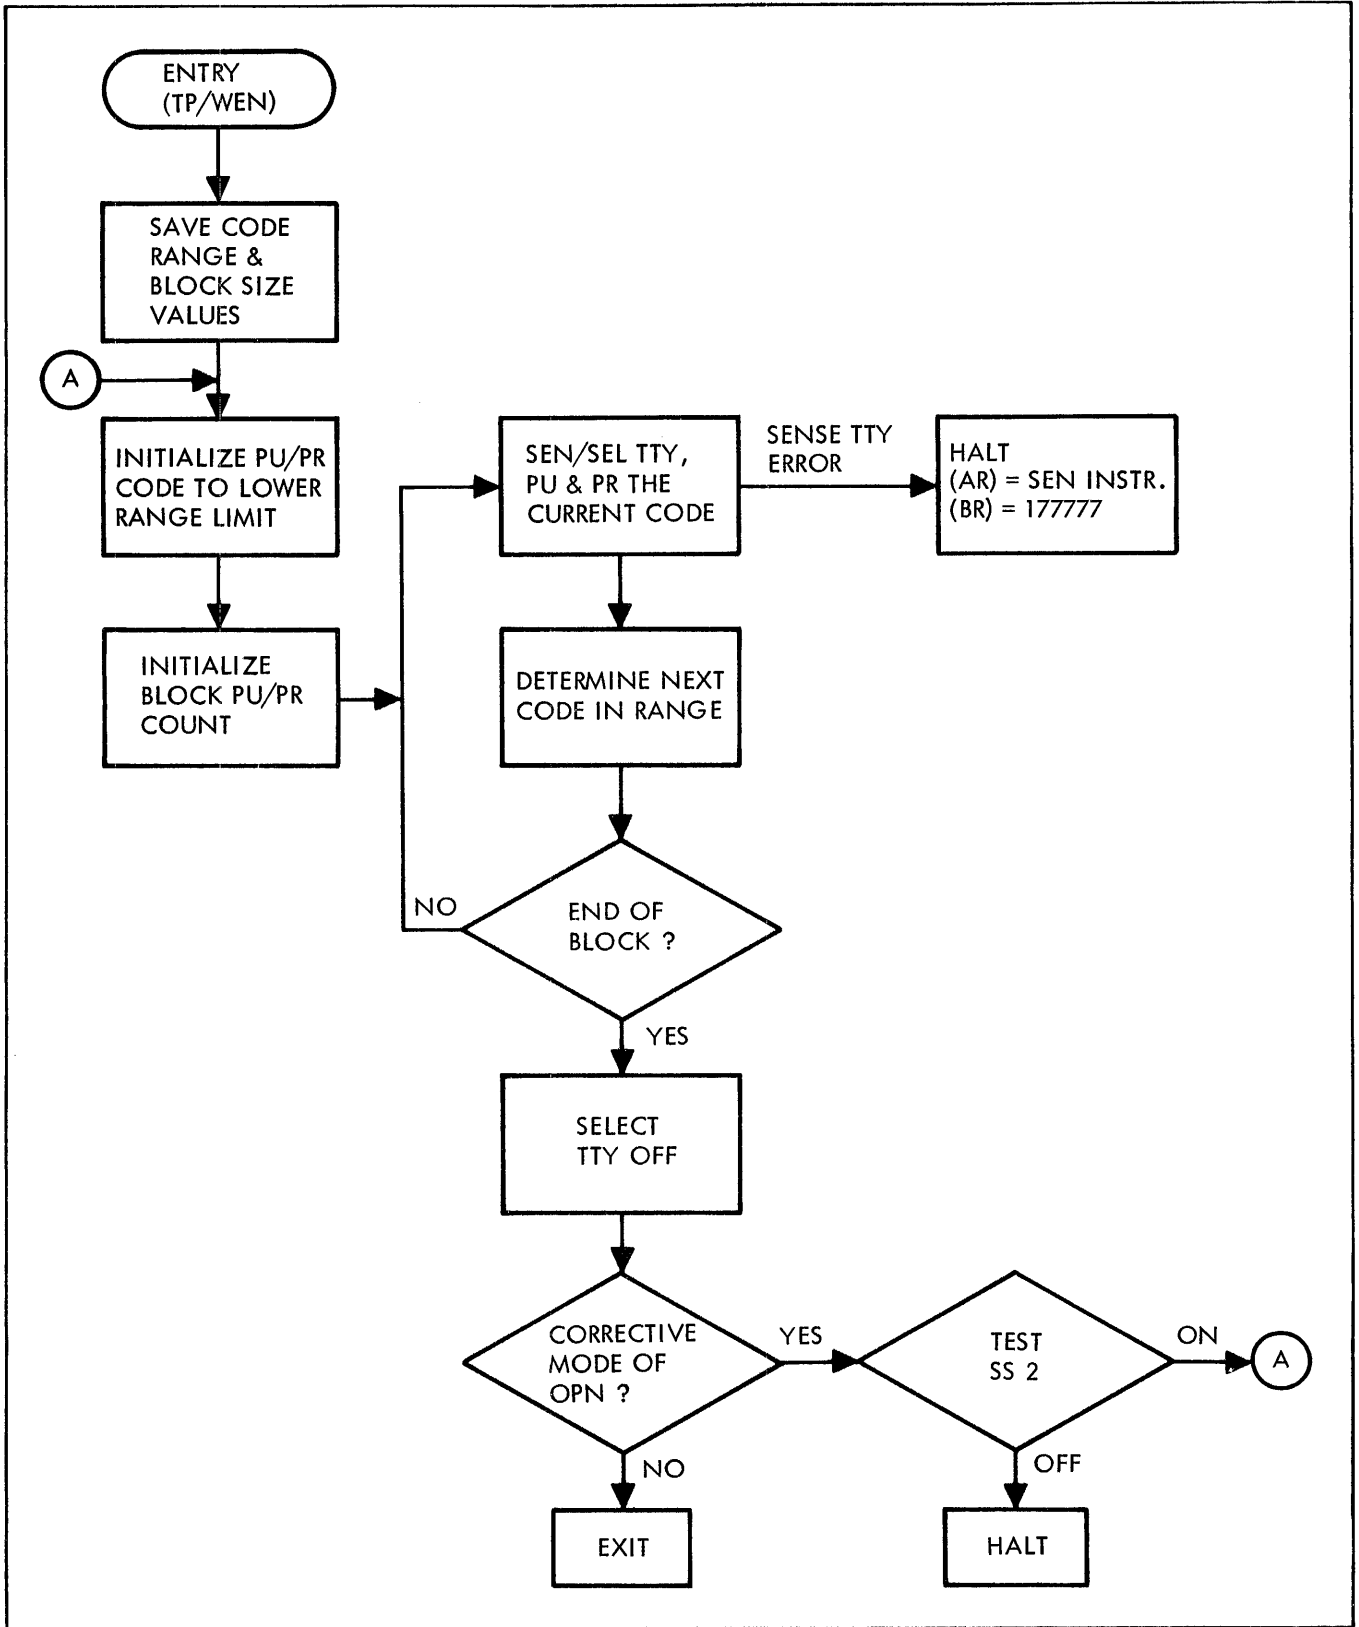 ENTRY
(TP/WEN)
SAVE CODE
RANGE &
BLOCK SIZE
VALUES
A
INITIALIZE PU/PR
CODE TO LOWER
RANGE LIMIT
INITIALIZE
BLOCK PU/PR
COUNT
SEN/SEL TTY,
PU & PR THE
CURRENT CODE
SENSE TTY
ERROR
HALT
(AR) = SEN INSTR.
(BR) = 177777
DETERMINE NEXT
CODE IN RANGE
END OF
BLOCK ?
NO
YES
SELECT
TTY OFF
CORRECTIVE
MODE OF
OPN ?
YES
NO
EXIT
TEST
SS 2
ON
A
OFF
HALT